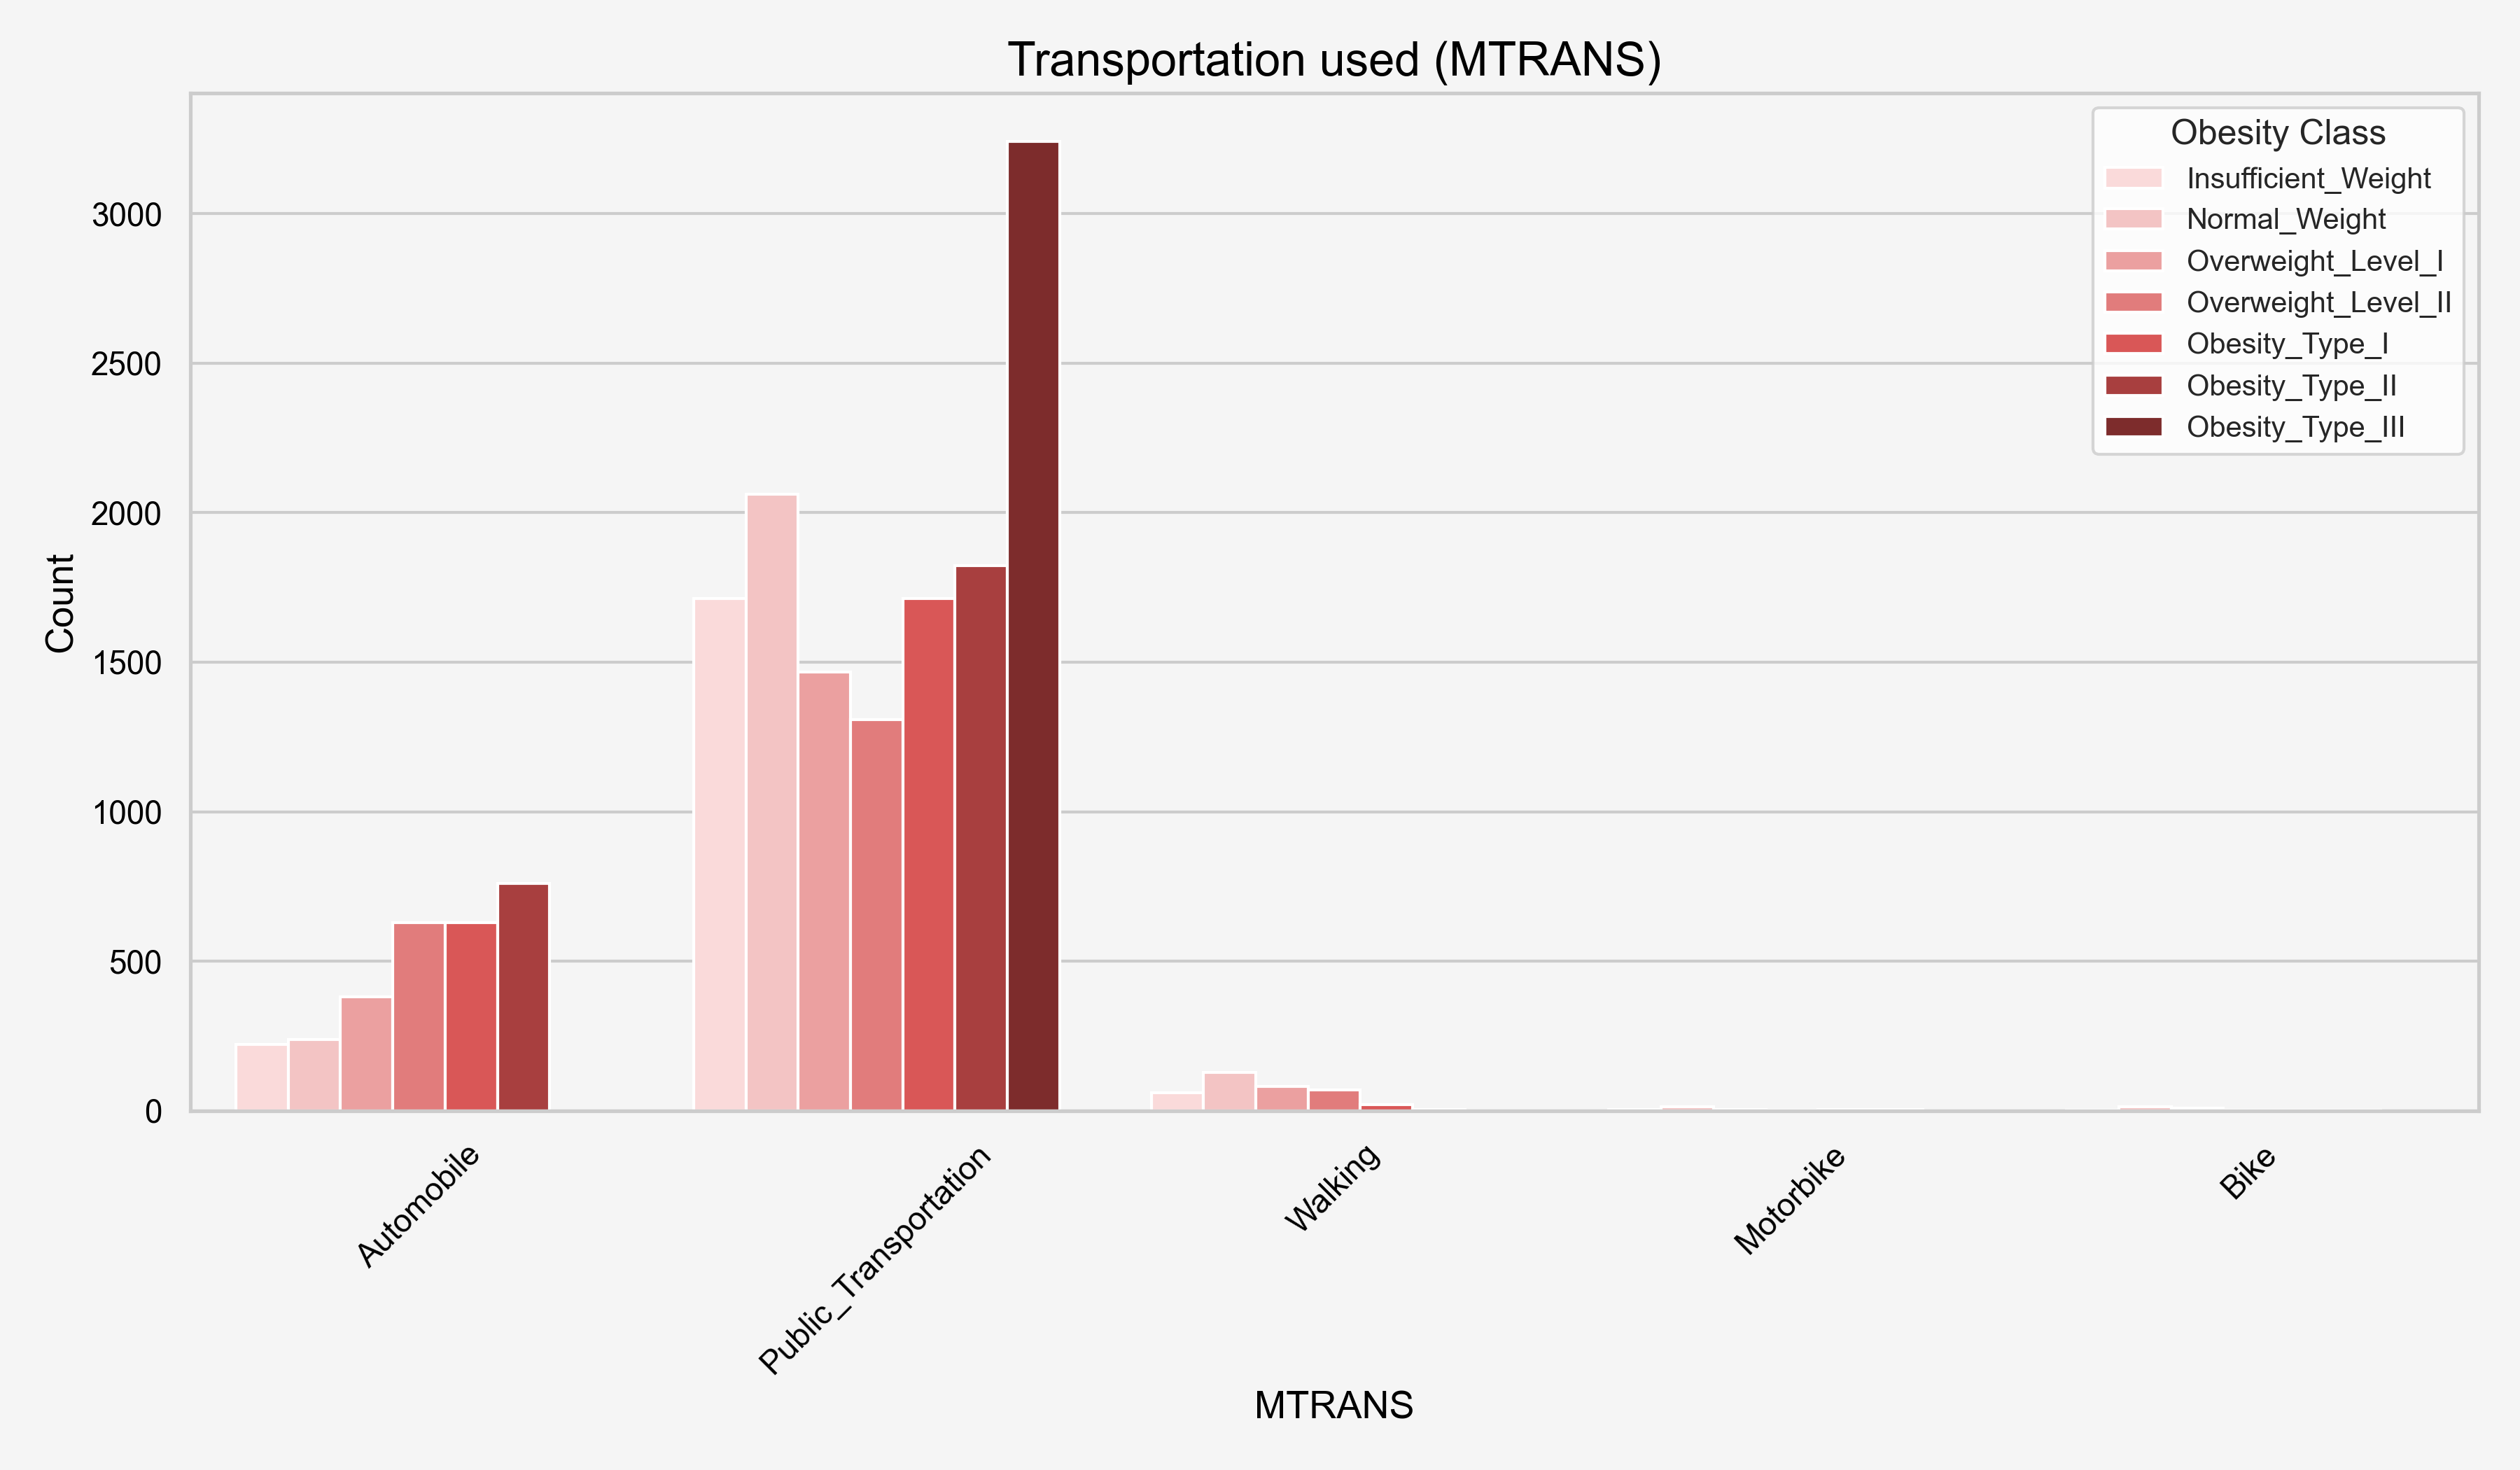 Transportation used (MTRANS)
Obesity Class
Insufficient_Weight
Normal_Weight
Overweight_Level_I
Overweight_Level_II
Obesity_Type_I
Obesity_Type_II
Obesity_Type_III
Count
3000
2500
2000
1500
1000
500
0
Automobile
Public_Transportation
Walking
Motorbike
Bike
MTRANS